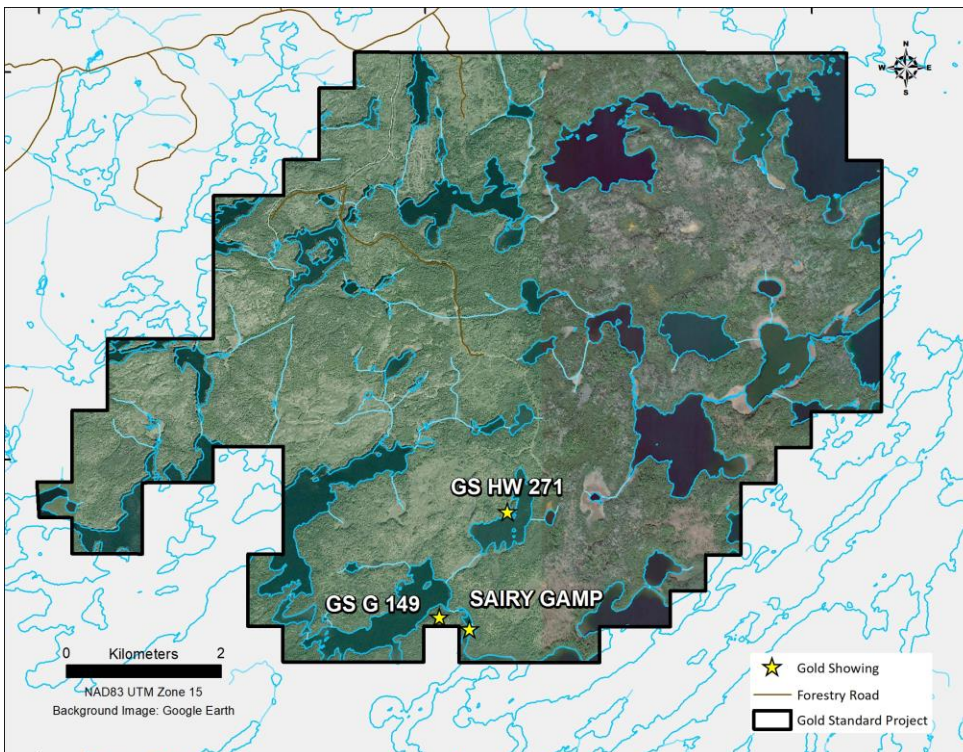 N
W E
S
GS HW 271
GS G 149
SAIRY GAMP
0 Kilometers 2
NAD83 UTM Zone 15
Background Image: Google Earth
Gold Showing
Forestry Road
Gold Standard Project